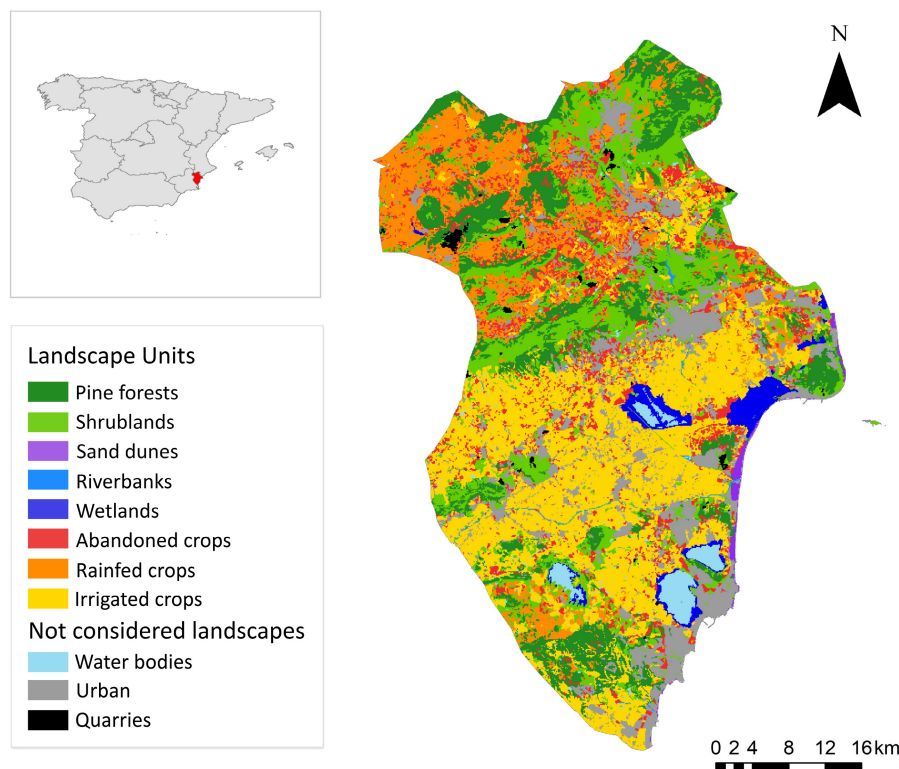 N
Landscape Units
Pine forests
Shrublands
Sand dunes
Riverbanks
Wetlands
Abandoned crops
Rainfed crops
Irrigated crops
Not considered landscapes
Water bodies
Urban
Quarries
0 2 4 8 12 16 km